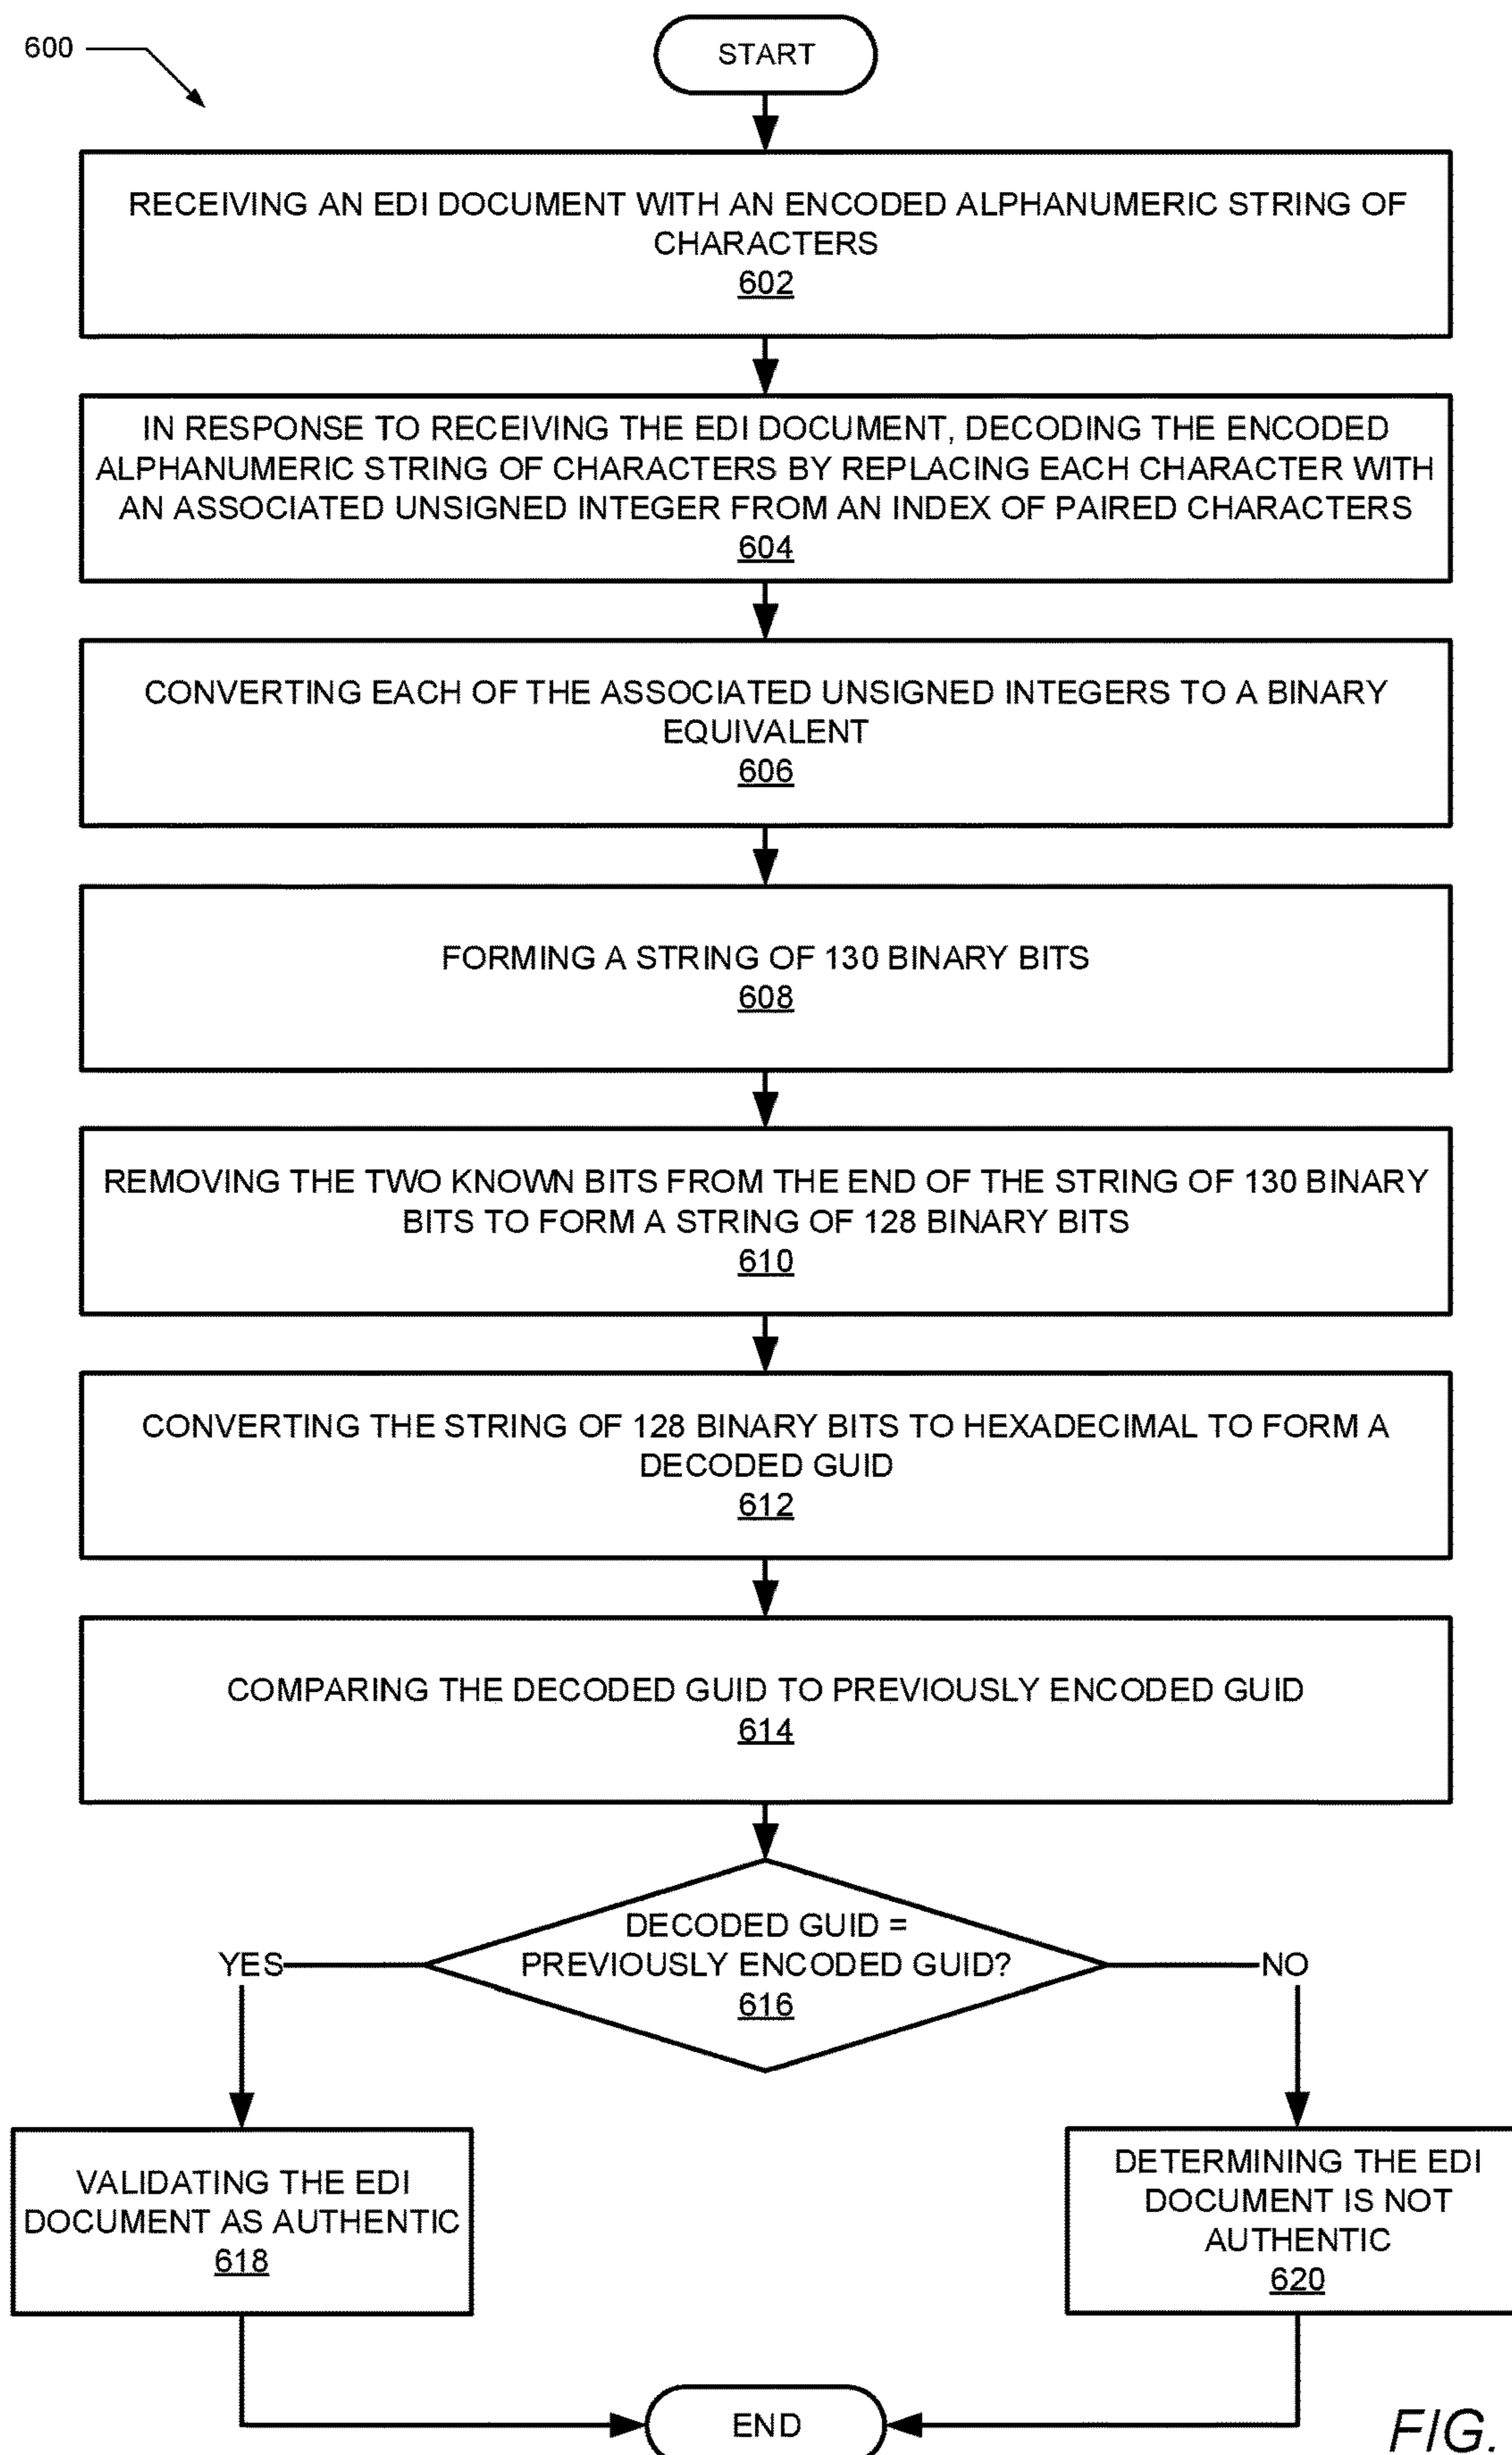 600
START
RECEIVING AN EDI DOCUMENT WITH AN ENCODED ALPHANUMERIC STRING OF
CHARACTERS
602
IN RESPONSE TO RECEIVING THE EDI DOCUMENT, DECODING THE ENCODED
ALPHANUMERIC STRING OF CHARACTERS BY REPLACING EACH CHARACTER WITH
AN ASSOCIATED UNSIGNED INTEGER FROM AN INDEX OF PAIRED CHARACTERS
604
CONVERTING EACH OF THE ASSOCIATED UNSIGNED INTEGERS TO A BINARY
EQUIVALENT
606
FORMING A STRING OF 130 BINARY BITS
608
REMOVING THE TWO KNOWN BITS FROM THE END OF THE STRING OF 130 BINARY
BITS TO FORM A STRING OF 128 BINARY BITS
610
CONVERTING THE STRING OF 128 BINARY BITS TO HEXADECIMAL TO FORM A
DECODED GUID
612
COMPARING THE DECODED GUID TO PREVIOUSLY ENCODED GUID
614
DECODED GUID =
PREVIOUSLY ENCODED GUID?
616
YES
NO
VALIDATING THE EDI
DOCUMENT AS AUTHENTIC
618
DETERMINING THE EDI
DOCUMENT IS NOT
AUTHENTIC
620
END
FIG.